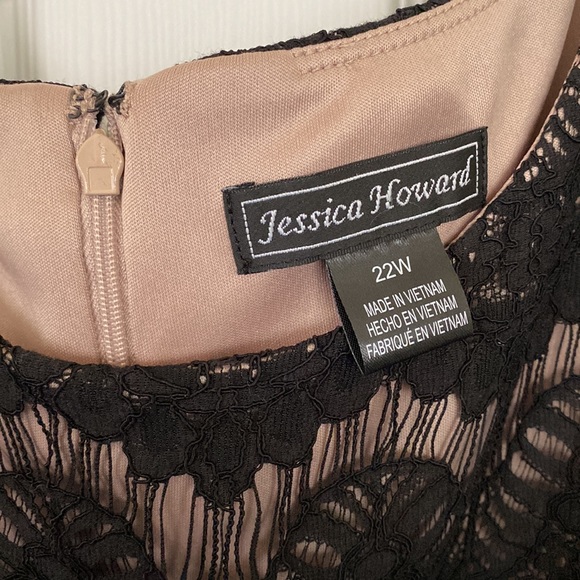 Jessica Howard
22W
MADE IN VIETNAM
HECHO EN VIETNAM
FABRIQUÉ EN VIETNAM